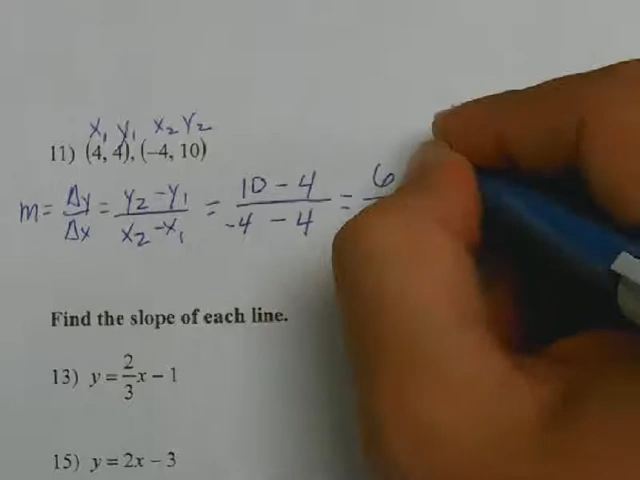 x₁ y₁ x₂ y₂
11) (4, 4), (−4, 10)
m = Δy/Δx = y₂ − y₁/x₂ − x₁ = 10 − 4/-4 − 4 = 6
Find the slope of each line.
13) y = 2/3 x − 1
15) y = 2x − 3